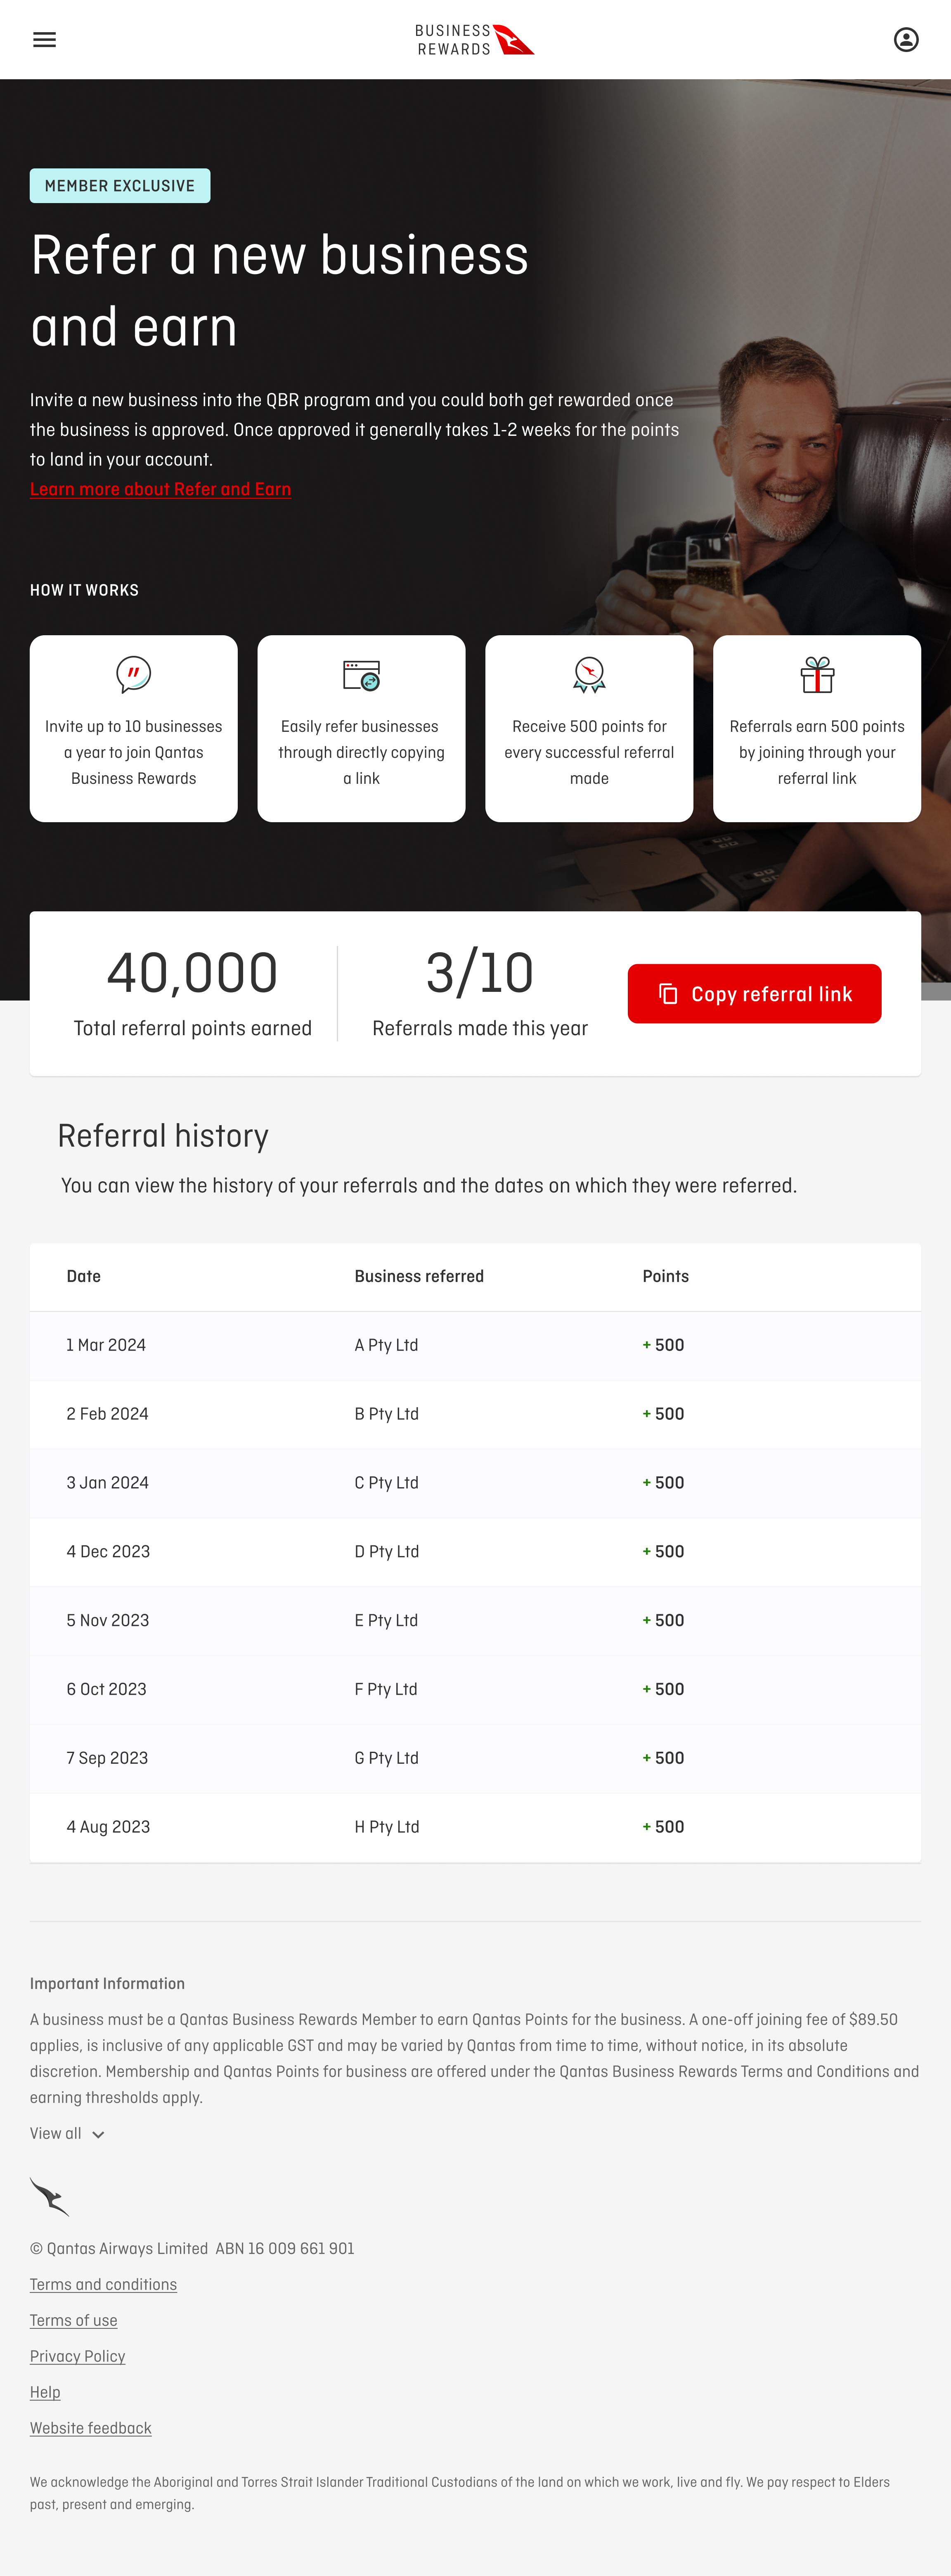 BUSINESS
REWARDS
MEMBER EXCLUSIVE
Refer a new business
and earn
Invite a new business into the QBR program and you could both get rewarded once
the business is approved. Once approved it generally takes 1-2 weeks for the points
to land in your account.
Learn more about Refer and Earn
HOW IT WORKS
Invite up to 10 businesses
a year to join Qantas
Business Rewards
Easily refer businesses
through directly copying
a link
Receive 500 points for
every successful referral
made
Referrals earn 500 points
by joining through your
referral link
40,000
Total referral points earned
3/10
Referrals made this year
Copy referral link
Referral history
You can view the history of your referrals and the dates on which they were referred.
Date Business referred Points
1 Mar 2024 A Pty Ltd + 500
2 Feb 2024 B Pty Ltd + 500
3 Jan 2024 C Pty Ltd + 500
4 Dec 2023 D Pty Ltd + 500
5 Nov 2023 E Pty Ltd + 500
6 Oct 2023 F Pty Ltd + 500
7 Sep 2023 G Pty Ltd + 500
4 Aug 2023 H Pty Ltd + 500
Important Information
A business must be a Qantas Business Rewards Member to earn Qantas Points for the business. A one-off joining fee of $89.50
applies, is inclusive of any applicable GST and may be varied by Qantas from time to time, without notice, in its absolute
discretion. Membership and Qantas Points for business are offered under the Qantas Business Rewards Terms and Conditions and
earning thresholds apply.
View all
© Qantas Airways Limited ABN 16 009 661 901
Terms and conditions
Terms of use
Privacy Policy
Help
Website feedback
We acknowledge the Aboriginal and Torres Strait Islander Traditional Custodians of the land on which we work, live and fly. We pay respect to Elders
past, present and emerging.